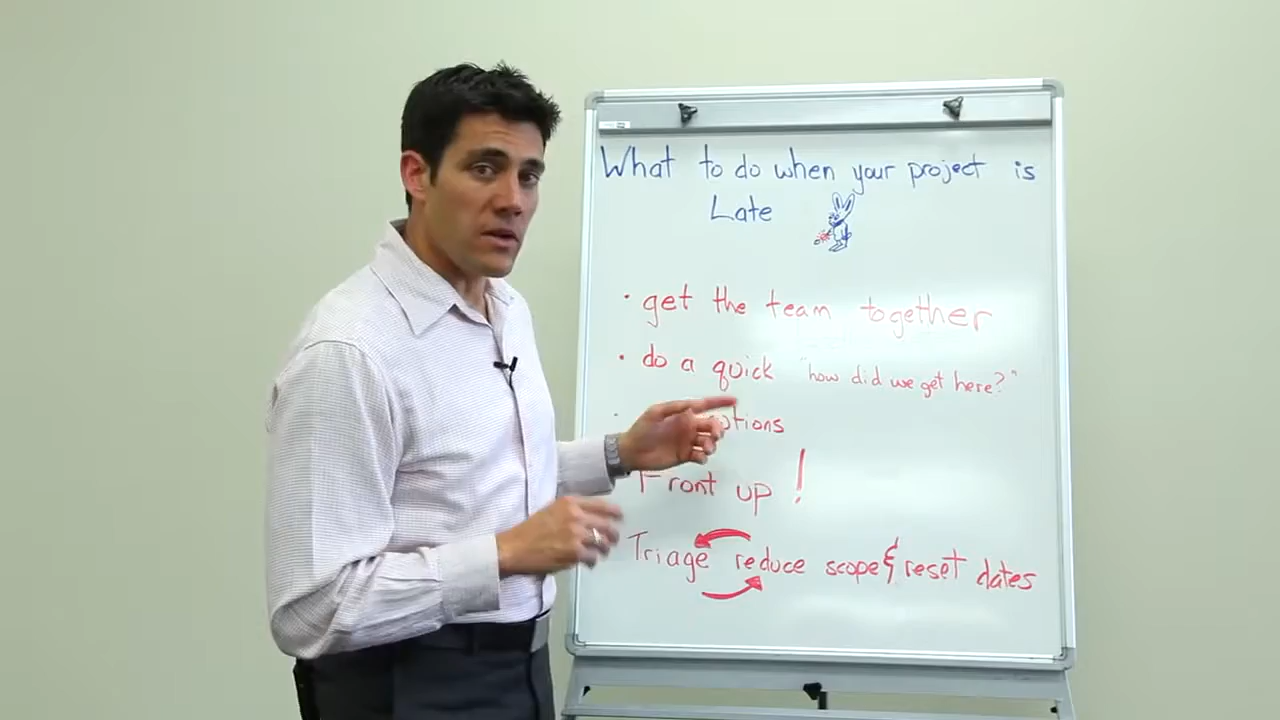 What to do when your project is
Late
• get the team together
• do a quick "how did we get here?"
• options
Front up!
Triage reduce scope & reset dates